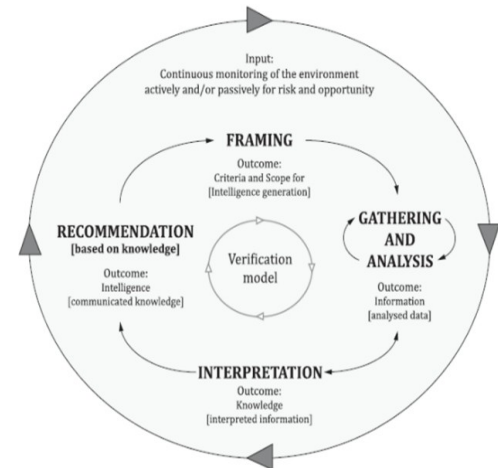 Input:
Continuous monitoring of the environment
actively and/or passively for risk and opportunity
FRAMING
Outcome:
Criteria and Scope for
[Intelligence generation]
GATHERING
AND
ANALYSIS
Outcome:
Information
[analysed data]
INTERPRETATION
Outcome:
Knowledge
[interpreted information]
RECOMMENDATION
[based on knowledge]
Outcome:
Intelligence
[communicated knowledge]
Verification
model